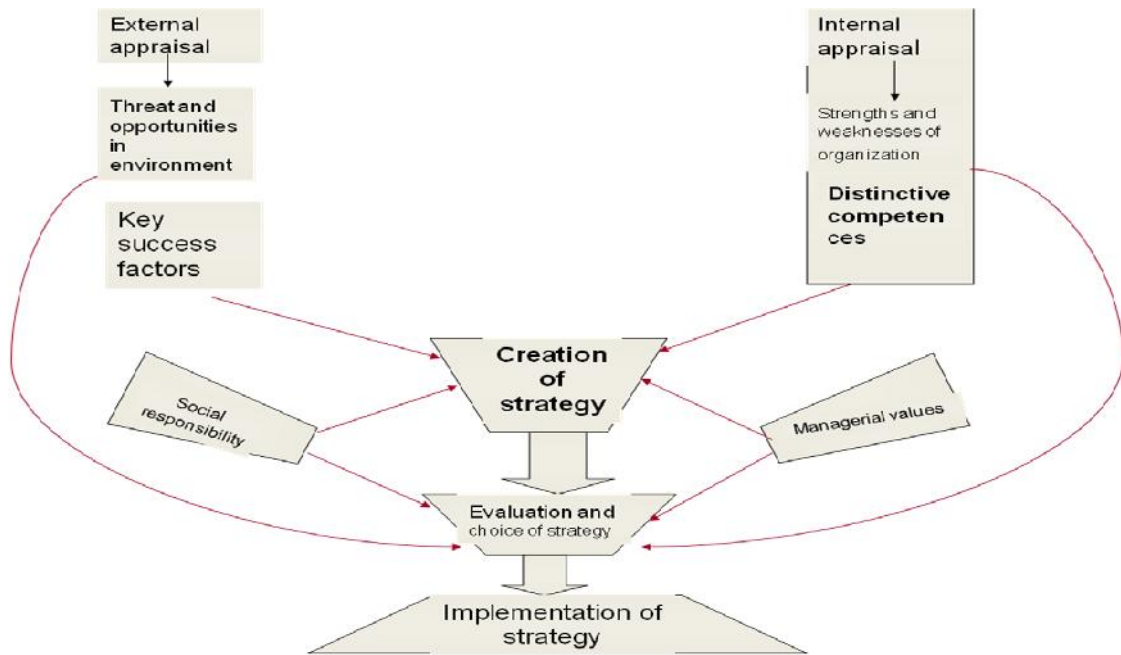 External
appraisal
Threat and
opportunities
in
environment
Key
success
factors
Internal
appraisal
Strengths and
weaknesses of
organization
Distinctive
competen
ces
Creation
of
strategy
Social
responsibility
Managerial values
Evaluation and
choice of strategy
Implementation of
strategy